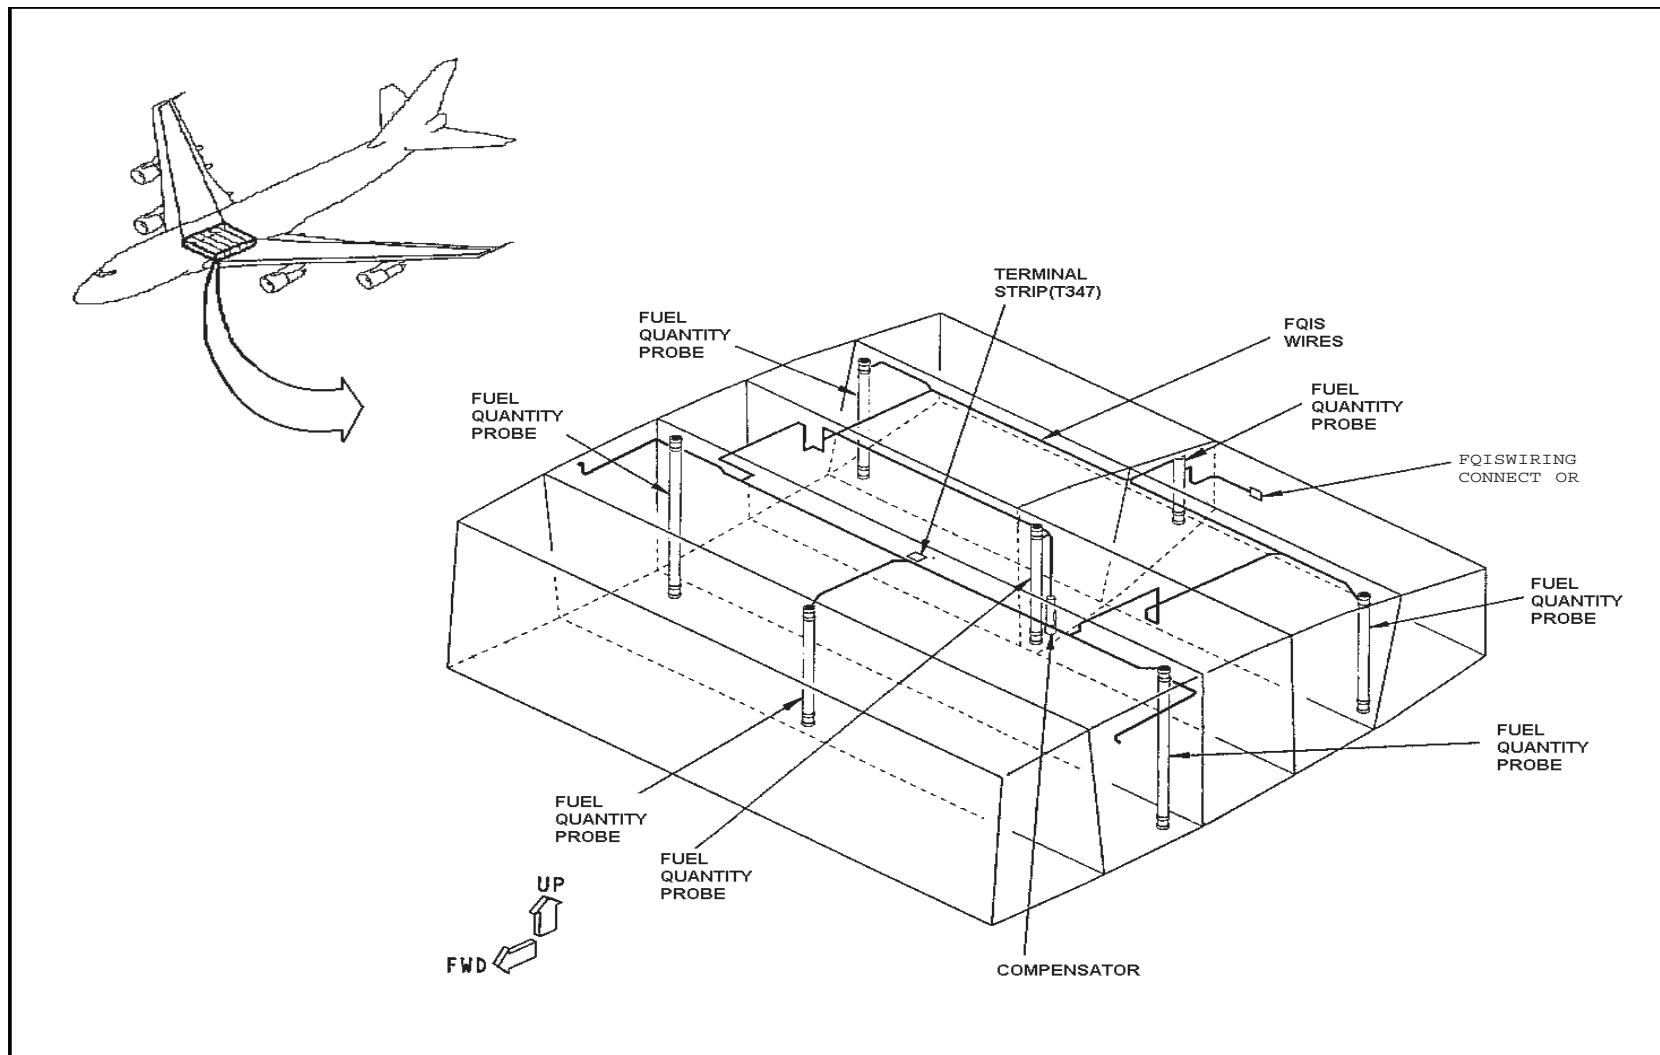 TERMINAL
STRIP(T347)
FUEL
QUANTITY
PROBE
FQIS
WIRES
FUEL
QUANTITY
PROBE
FUEL
QUANTITY
PROBE
FQISWIRING
CONNECT OR
FUEL
QUANTITY
PROBE
FUEL
QUANTITY
PROBE
FUEL
QUANTITY
PROBE
FUEL
QUANTITY
PROBE
UP
FWD
COMPENSATOR